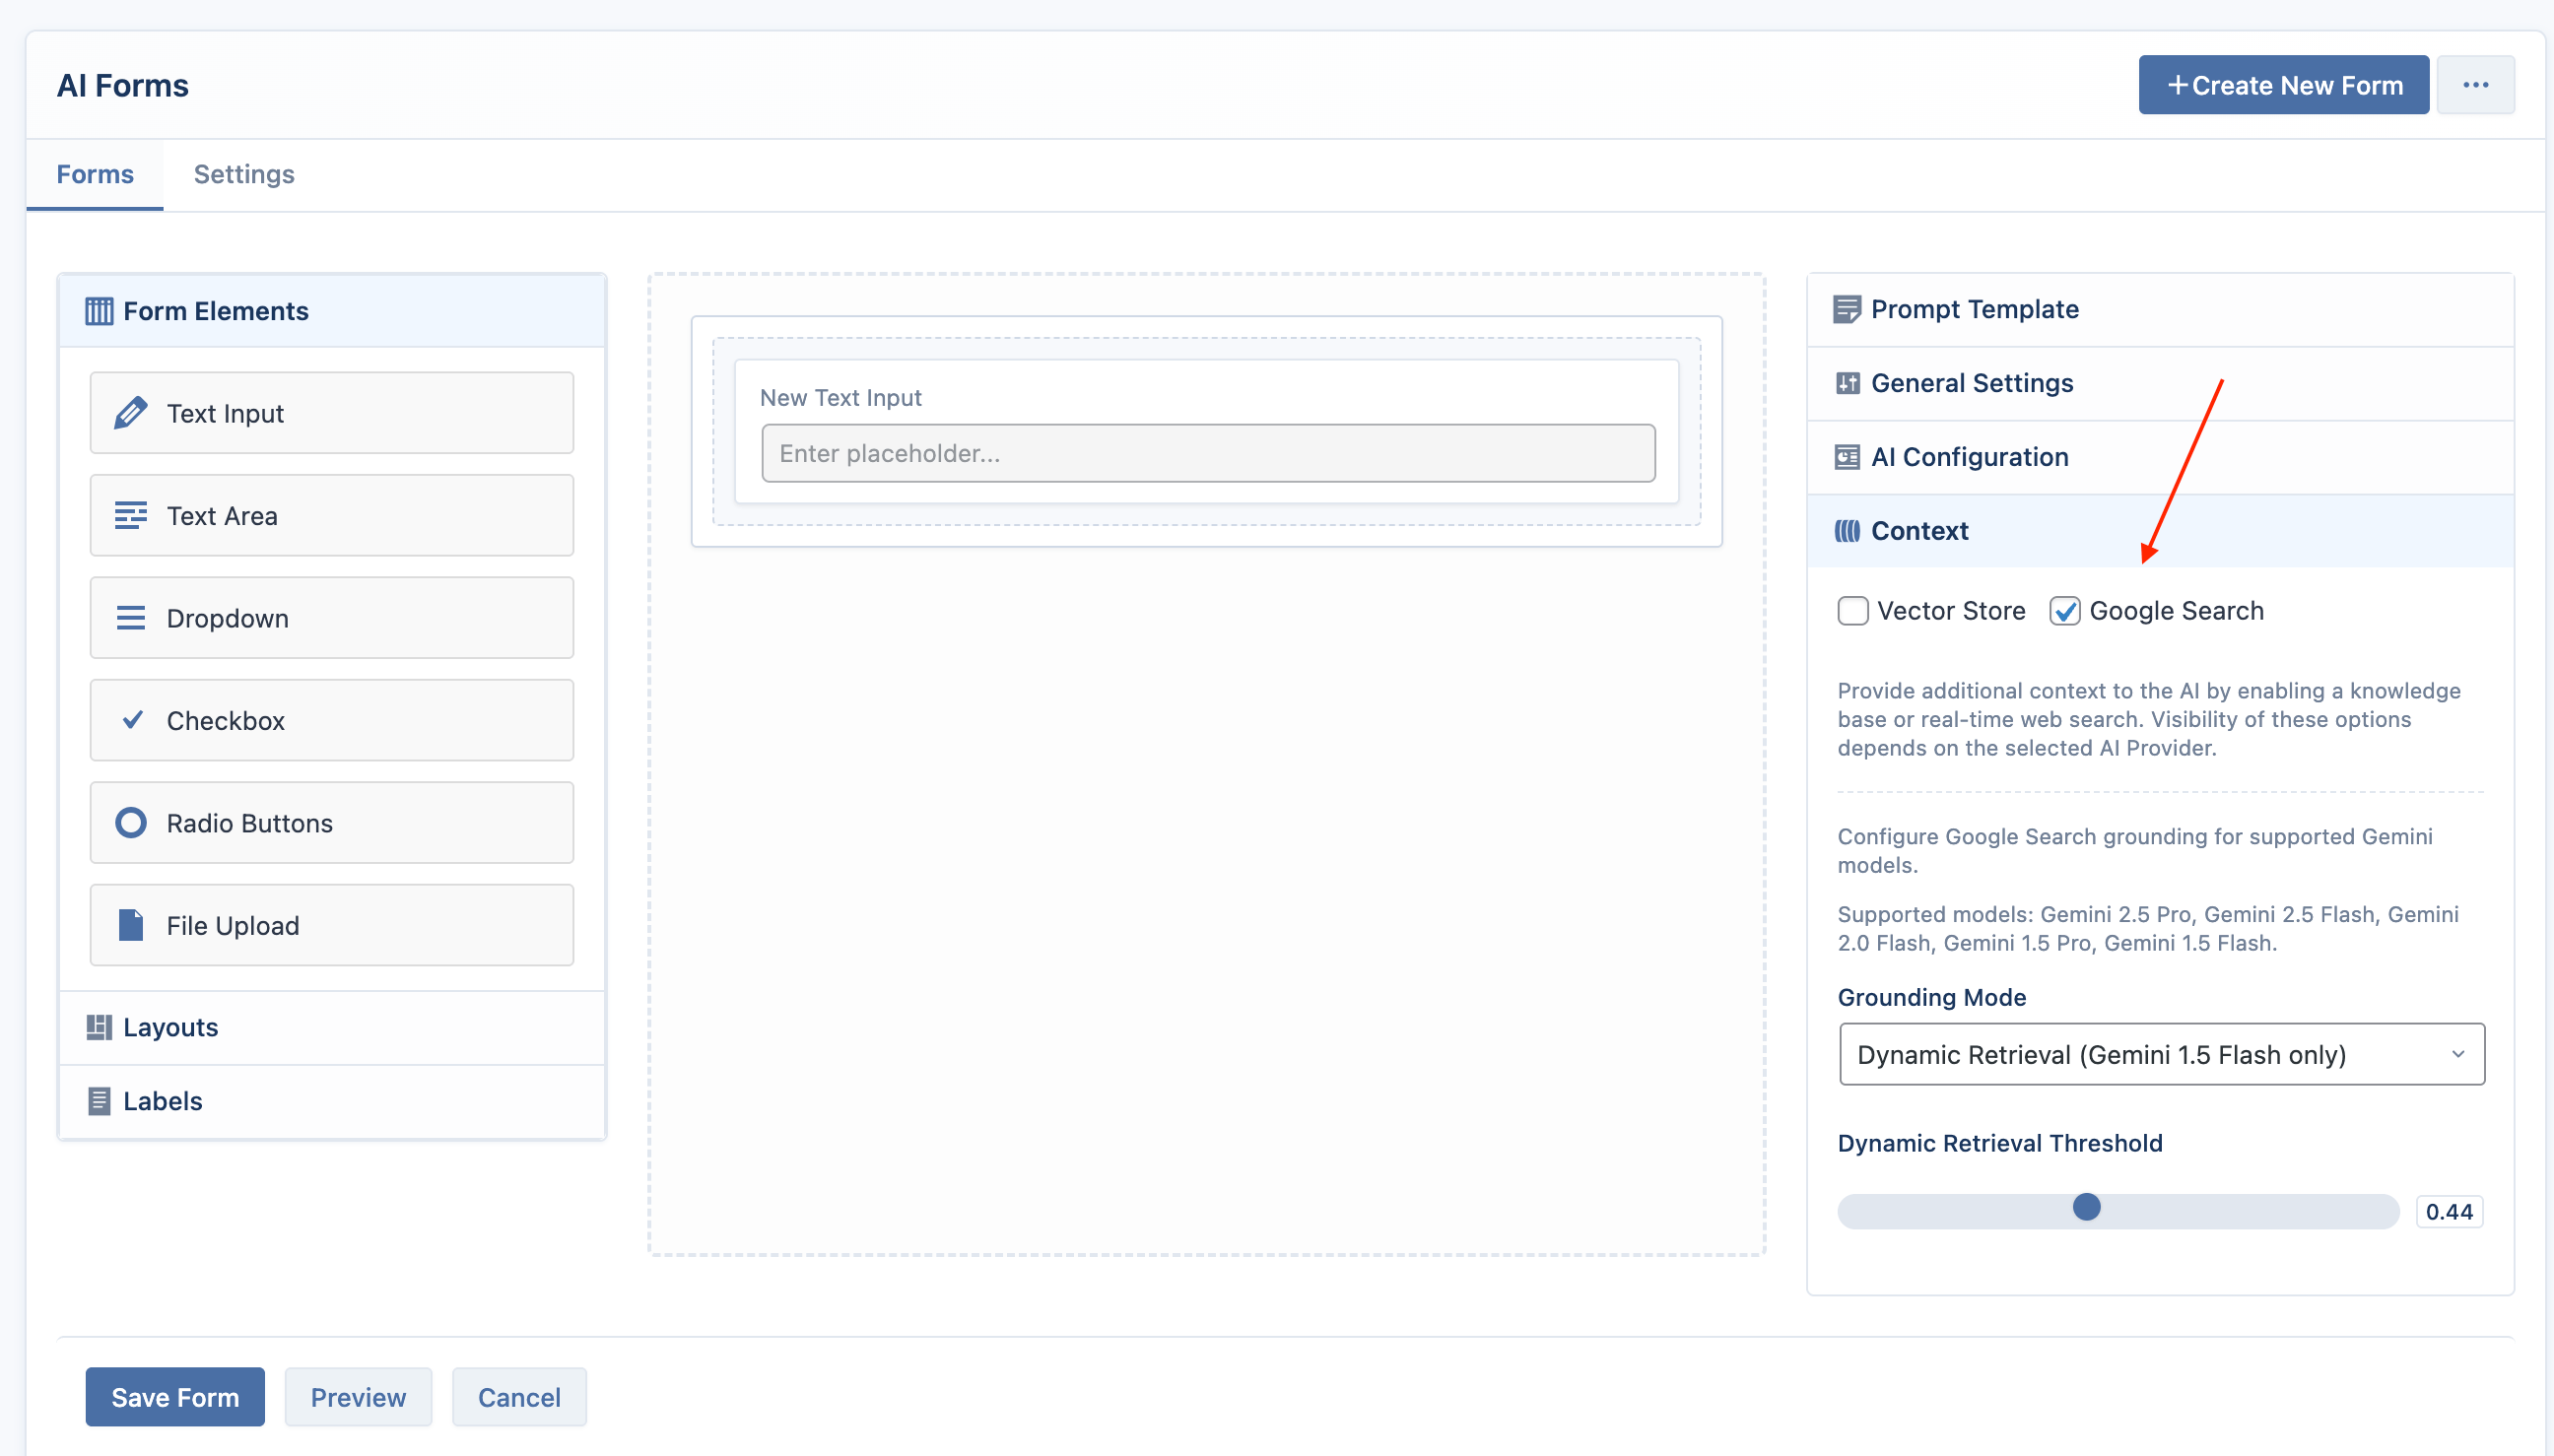 AI Forms
+Create New Form
...
Forms
Settings
Form Elements
Text Input
Text Area
Dropdown
Checkbox
Radio Buttons
File Upload
Layouts
Labels
New Text Input
Enter placeholder...
Prompt Template
General Settings
AI Configuration
Context
Vector Store
Google Search
Provide additional context to the AI by enabling a knowledge
base or real-time web search. Visibility of these options
depends on the selected AI Provider.
Configure Google Search grounding for supported Gemini
models.
Supported models: Gemini 2.5 Pro, Gemini 2.5 Flash, Gemini
2.0 Flash, Gemini 1.5 Pro, Gemini 1.5 Flash.
Grounding Mode
Dynamic Retrieval (Gemini 1.5 Flash only)
Dynamic Retrieval Threshold
0.44
Save Form
Preview
Cancel